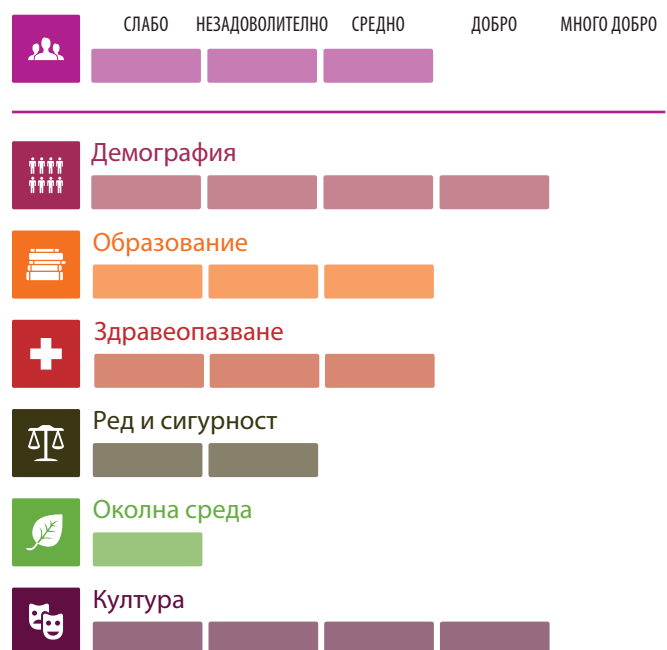 СЛАБО НЕЗАДОВОЛИТЕЛНО СРЕДНО ДОБРО МНОГО ДОБРО
Демография
Образование
Здравеопазване
Ред и сигурност
Околна среда
Култура